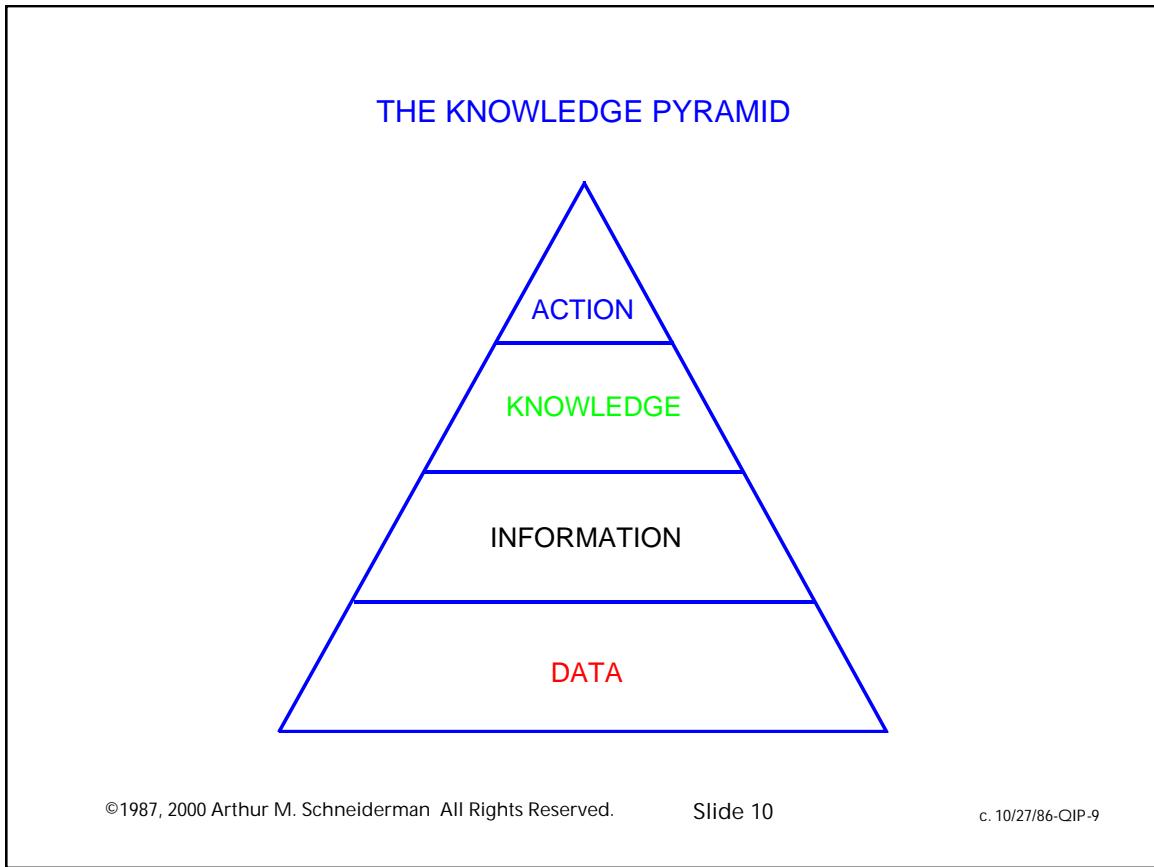 THE KNOWLEDGE PYRAMID
ACTION
KNOWLEDGE
INFORMATION
DATA
©1987, 2000 Arthur M. Schneiderman All Rights Reserved. Slide 10 c. 10/27/86-QIP-9